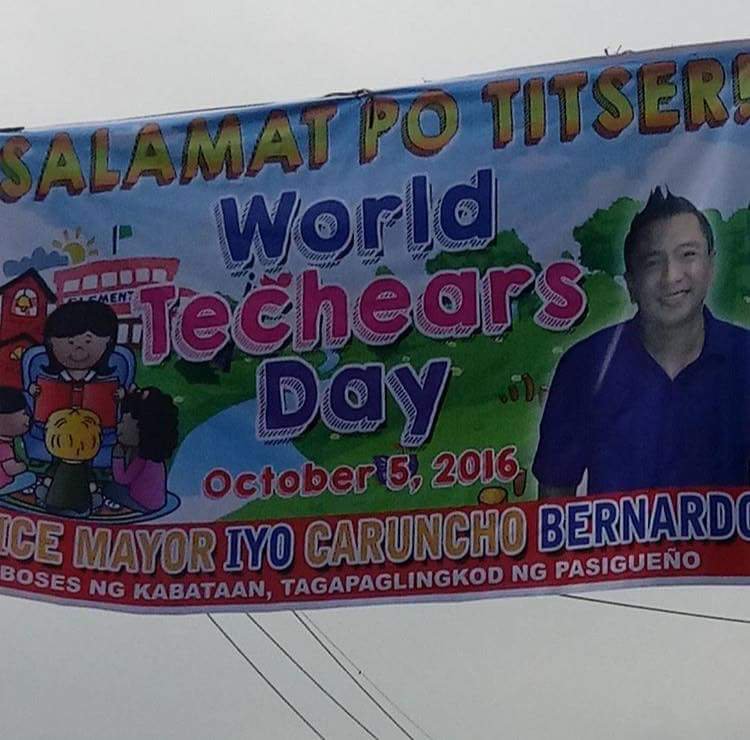 SALAMAT PO TITSER!
World
Techears
Day
October 5, 2016
ICE MAYOR IYO CARUNCHO BERNARDO
BOSES NG KABATAAN, TAGAPAGLINGKOD NG PASIGUEÑO